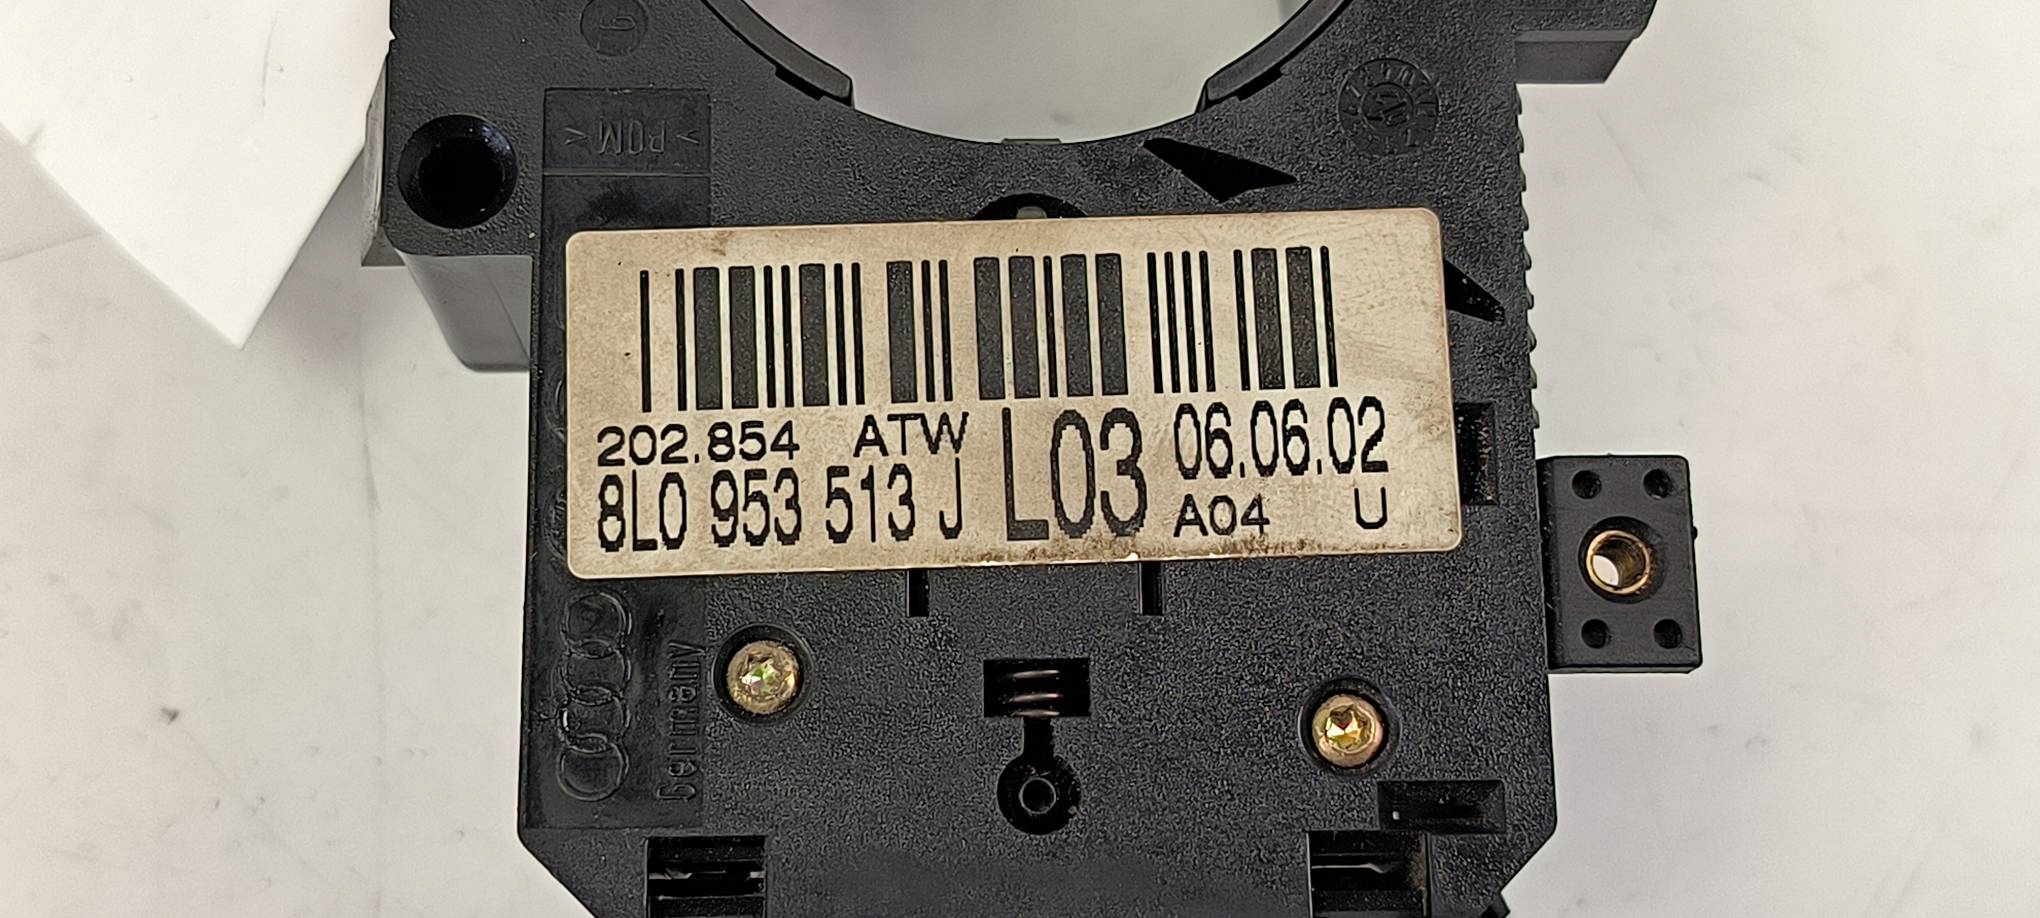 >POM<
202.854 ATW L03 06.06.02
8L0 953 513 J A04 U
Germany